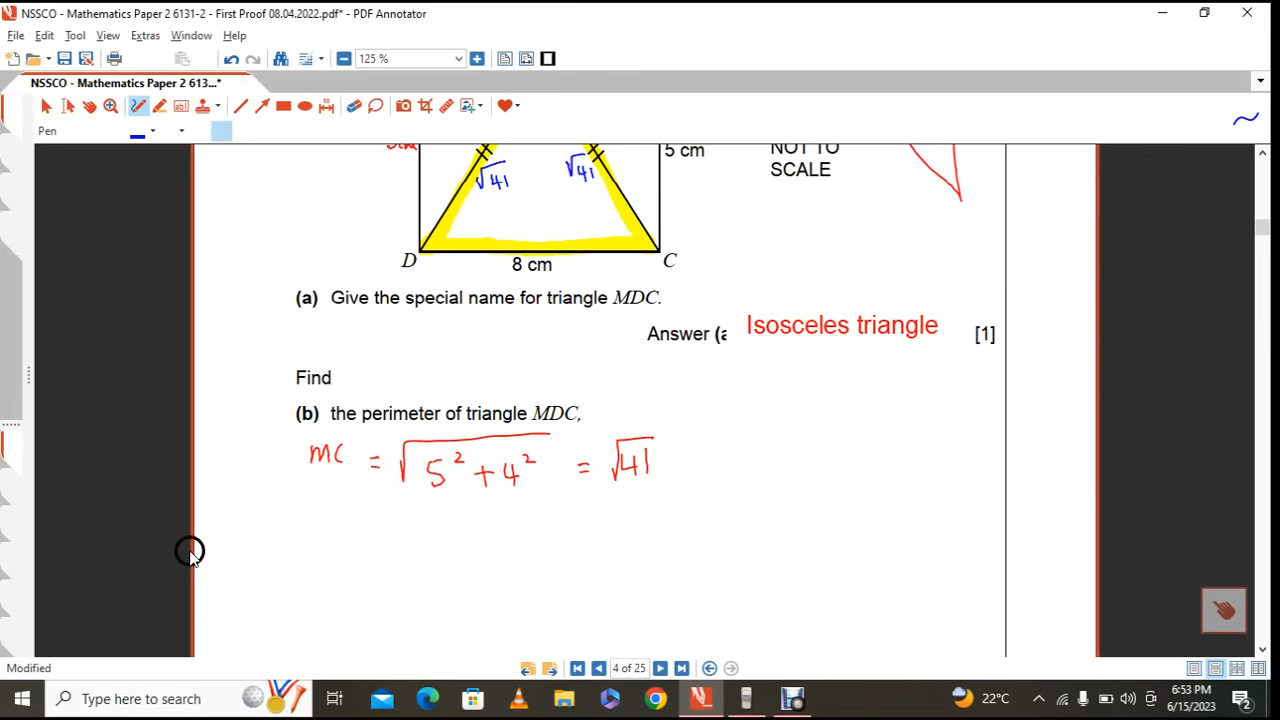 NSSCO - Mathematics Paper 2 6131-2 - First Proof 08.04.2022.pdf* - PDF Annotator
File Edit Tool View Extras Window Help
125 %
NSSCO - Mathematics Paper 2 613...*
Pen
5 cm
NOT TO
SCALE
√41 √41
D C
8 cm
(a) Give the special name for triangle MDC.
Answer (a Isosceles triangle [1]
Find
(b) the perimeter of triangle MDC,
MC = √5² + 4² = √41
Modified
4 of 25
Type here to search
22°C
6:53 PM
6/15/2023
2